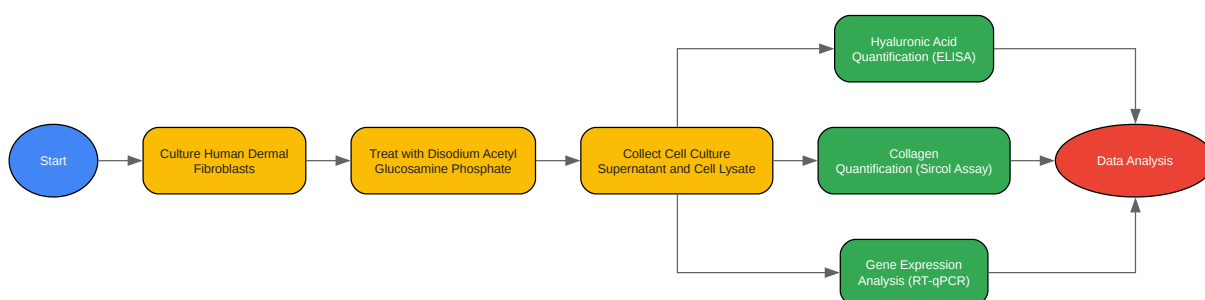 Start
Culture Human Dermal
Fibroblasts
Treat with Disodium Acetyl
Glucosamine Phosphate
Collect Cell Culture
Supernatant and Cell Lysate
Hyaluronic Acid
Quantification (ELISA)
Collagen
Quantification (Sircol Assay)
Gene Expression
Analysis (RT-qPCR)
Data Analysis